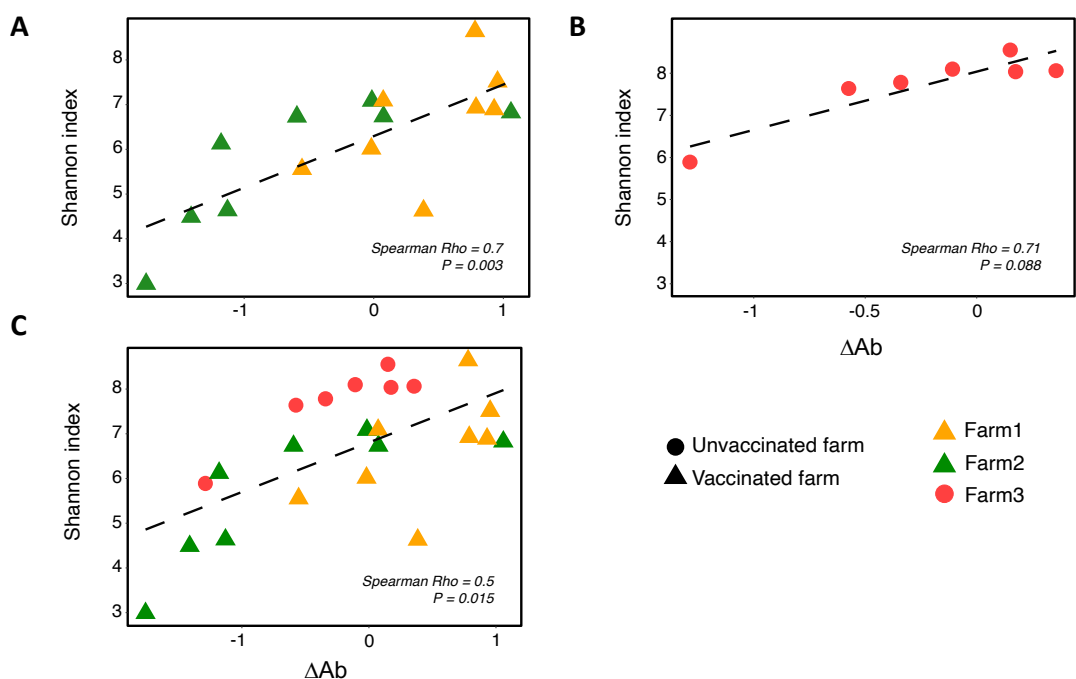 A
Shannon index
8
7
6
5
4
3
Spearman Rho = 0.7
P = 0.003
-1
0
1
B
Shannon index
8
7
6
5
4
3
Spearman Rho = 0.71
P = 0.088
-1
-0.5
0
ΔAb
C
Shannon index
8
7
6
5
4
3
Spearman Rho = 0.5
P = 0.015
-1
0
1
ΔAb
Unvaccinated farm
Vaccinated farm
Farm1
Farm2
Farm3